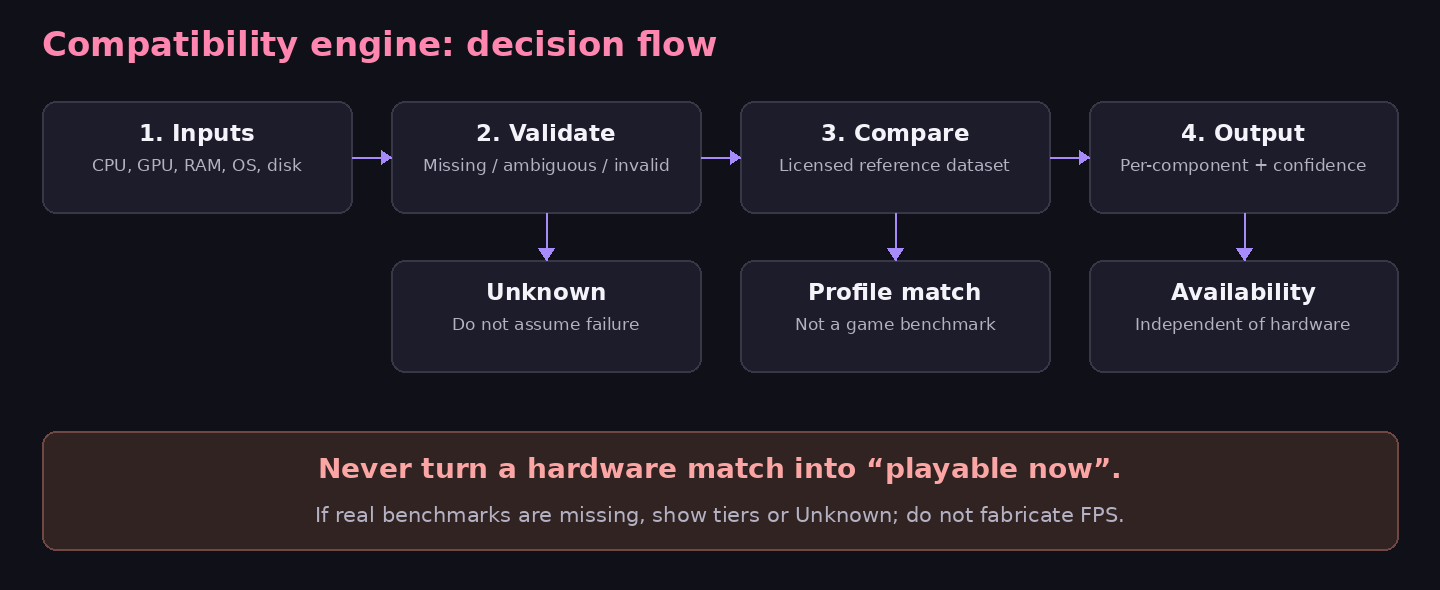 Compatibility engine: decision flow
1. Inputs
CPU, GPU, RAM, OS, disk
2. Validate
Missing / ambiguous / invalid
3. Compare
Licensed reference dataset
4. Output
Per-component + confidence
Unknown
Do not assume failure
Profile match
Not a game benchmark
Availability
Independent of hardware
Never turn a hardware match into “playable now”.
If real benchmarks are missing, show tiers or Unknown; do not fabricate FPS.